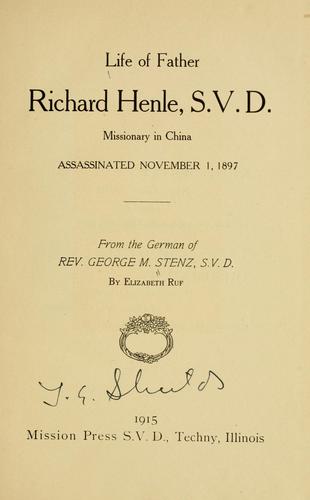 Life of Father
Richard Henle, S.V.D.
Missionary in China
ASSASSINATED NOVEMBER 1, 1897
From the German of
REV. GEORGE M. STENZ, S.V.D.
By Elizabeth Ruf
1915
Mission Press S.V.D., Techny, Illinois